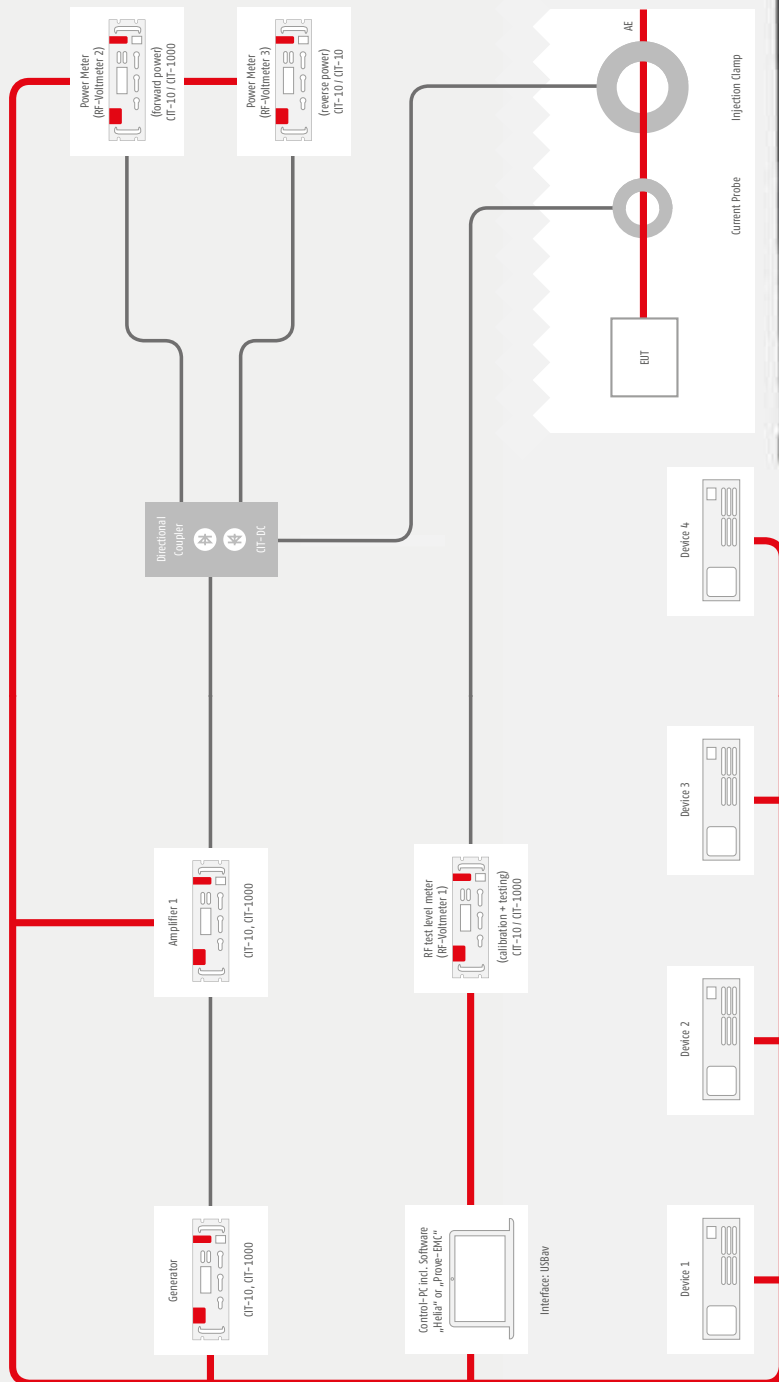 Generator
CIT-10, CIT-1000
Amplifier 1
CIT-10, CIT-1000
Directional
Coupler
CIT-DC
Power Meter
(RF-Voltmeter 2)
(forward power)
CIT-10 / CIT-1000
Power Meter
(RF-Voltmeter 3)
(reverse power)
CIT-10 / CIT-10
Control-PC incl. Software
„Helia“ or „Prove-EMC“
Interface: USBav
RF test level meter
(RF-Voltmeter 1)
(calibration + testing)
CIT-10 / CIT-1000
EUT
AE
Current Probe
Injection Clamp
Device 1
Device 2
Device 3
Device 4